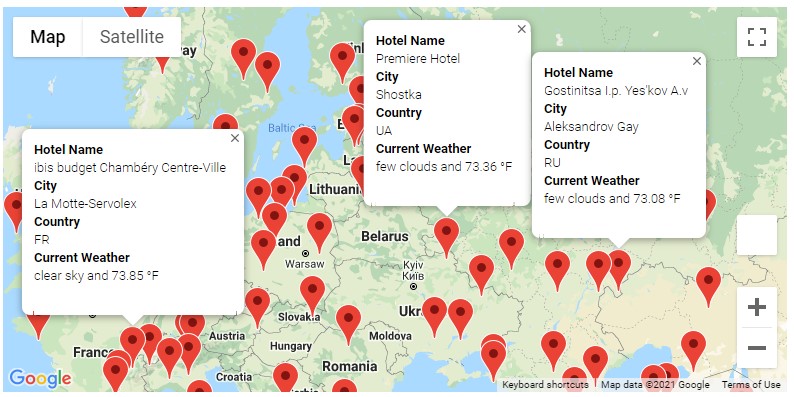 Map
Satellite
way
Baltic Sea
Lithuania
Belarus
and
Warsaw
Kyiv
Київ
Ukr
Slovakia
Moldova
Austria
Hungary
France
Romania
Croatia
Hotel Name
ibis budget Chambéry Centre-Ville
City
La Motte-Servolex
Country
FR
Current Weather
clear sky and 73.85 °F
Hotel Name
Premiere Hotel
City
Shostka
Country
UA
Current Weather
few clouds and 73.36 °F
Hotel Name
Gostinitsa I.p. Yes'kov A.v
City
Aleksandrov Gay
Country
RU
Current Weather
few clouds and 73.08 °F
Google
Keyboard shortcuts
Map data ©2021 Google
Terms of Use